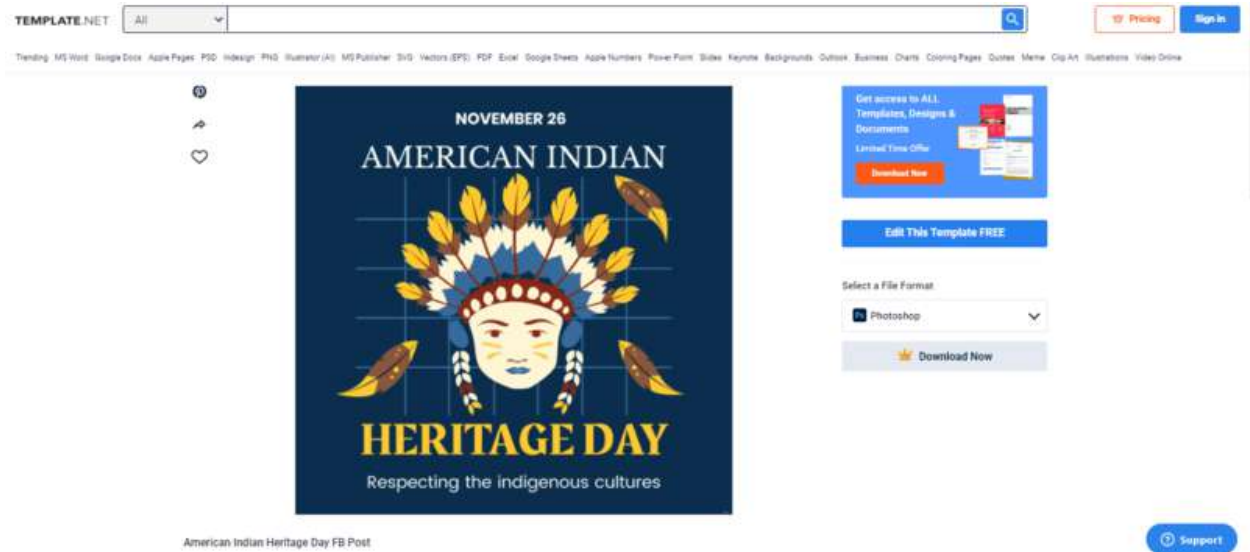 TEMPLATE.NET
All
Pricing
Sign in
Trending MS Word Google Docs Apple Pages PSD Indesign PNG Illustrator (AI) MS Publisher SVG Vectors (EPS) PDF Excel Google Sheets Apple Numbers Power Point Slides Keynote Backgrounds Outlook Business Charts Coloring Pages Quotes Meme Clip Art Illustrations Video Online
NOVEMBER 26
AMERICAN INDIAN
HERITAGE DAY
Respecting the indigenous cultures
Get access to ALL
Templates, Designs &
Documents
Limited Time Offer
Download Now
Edit This Template FREE
Select a File Format
Ps Photoshop
Download Now
American Indian Heritage Day FB Post
Support